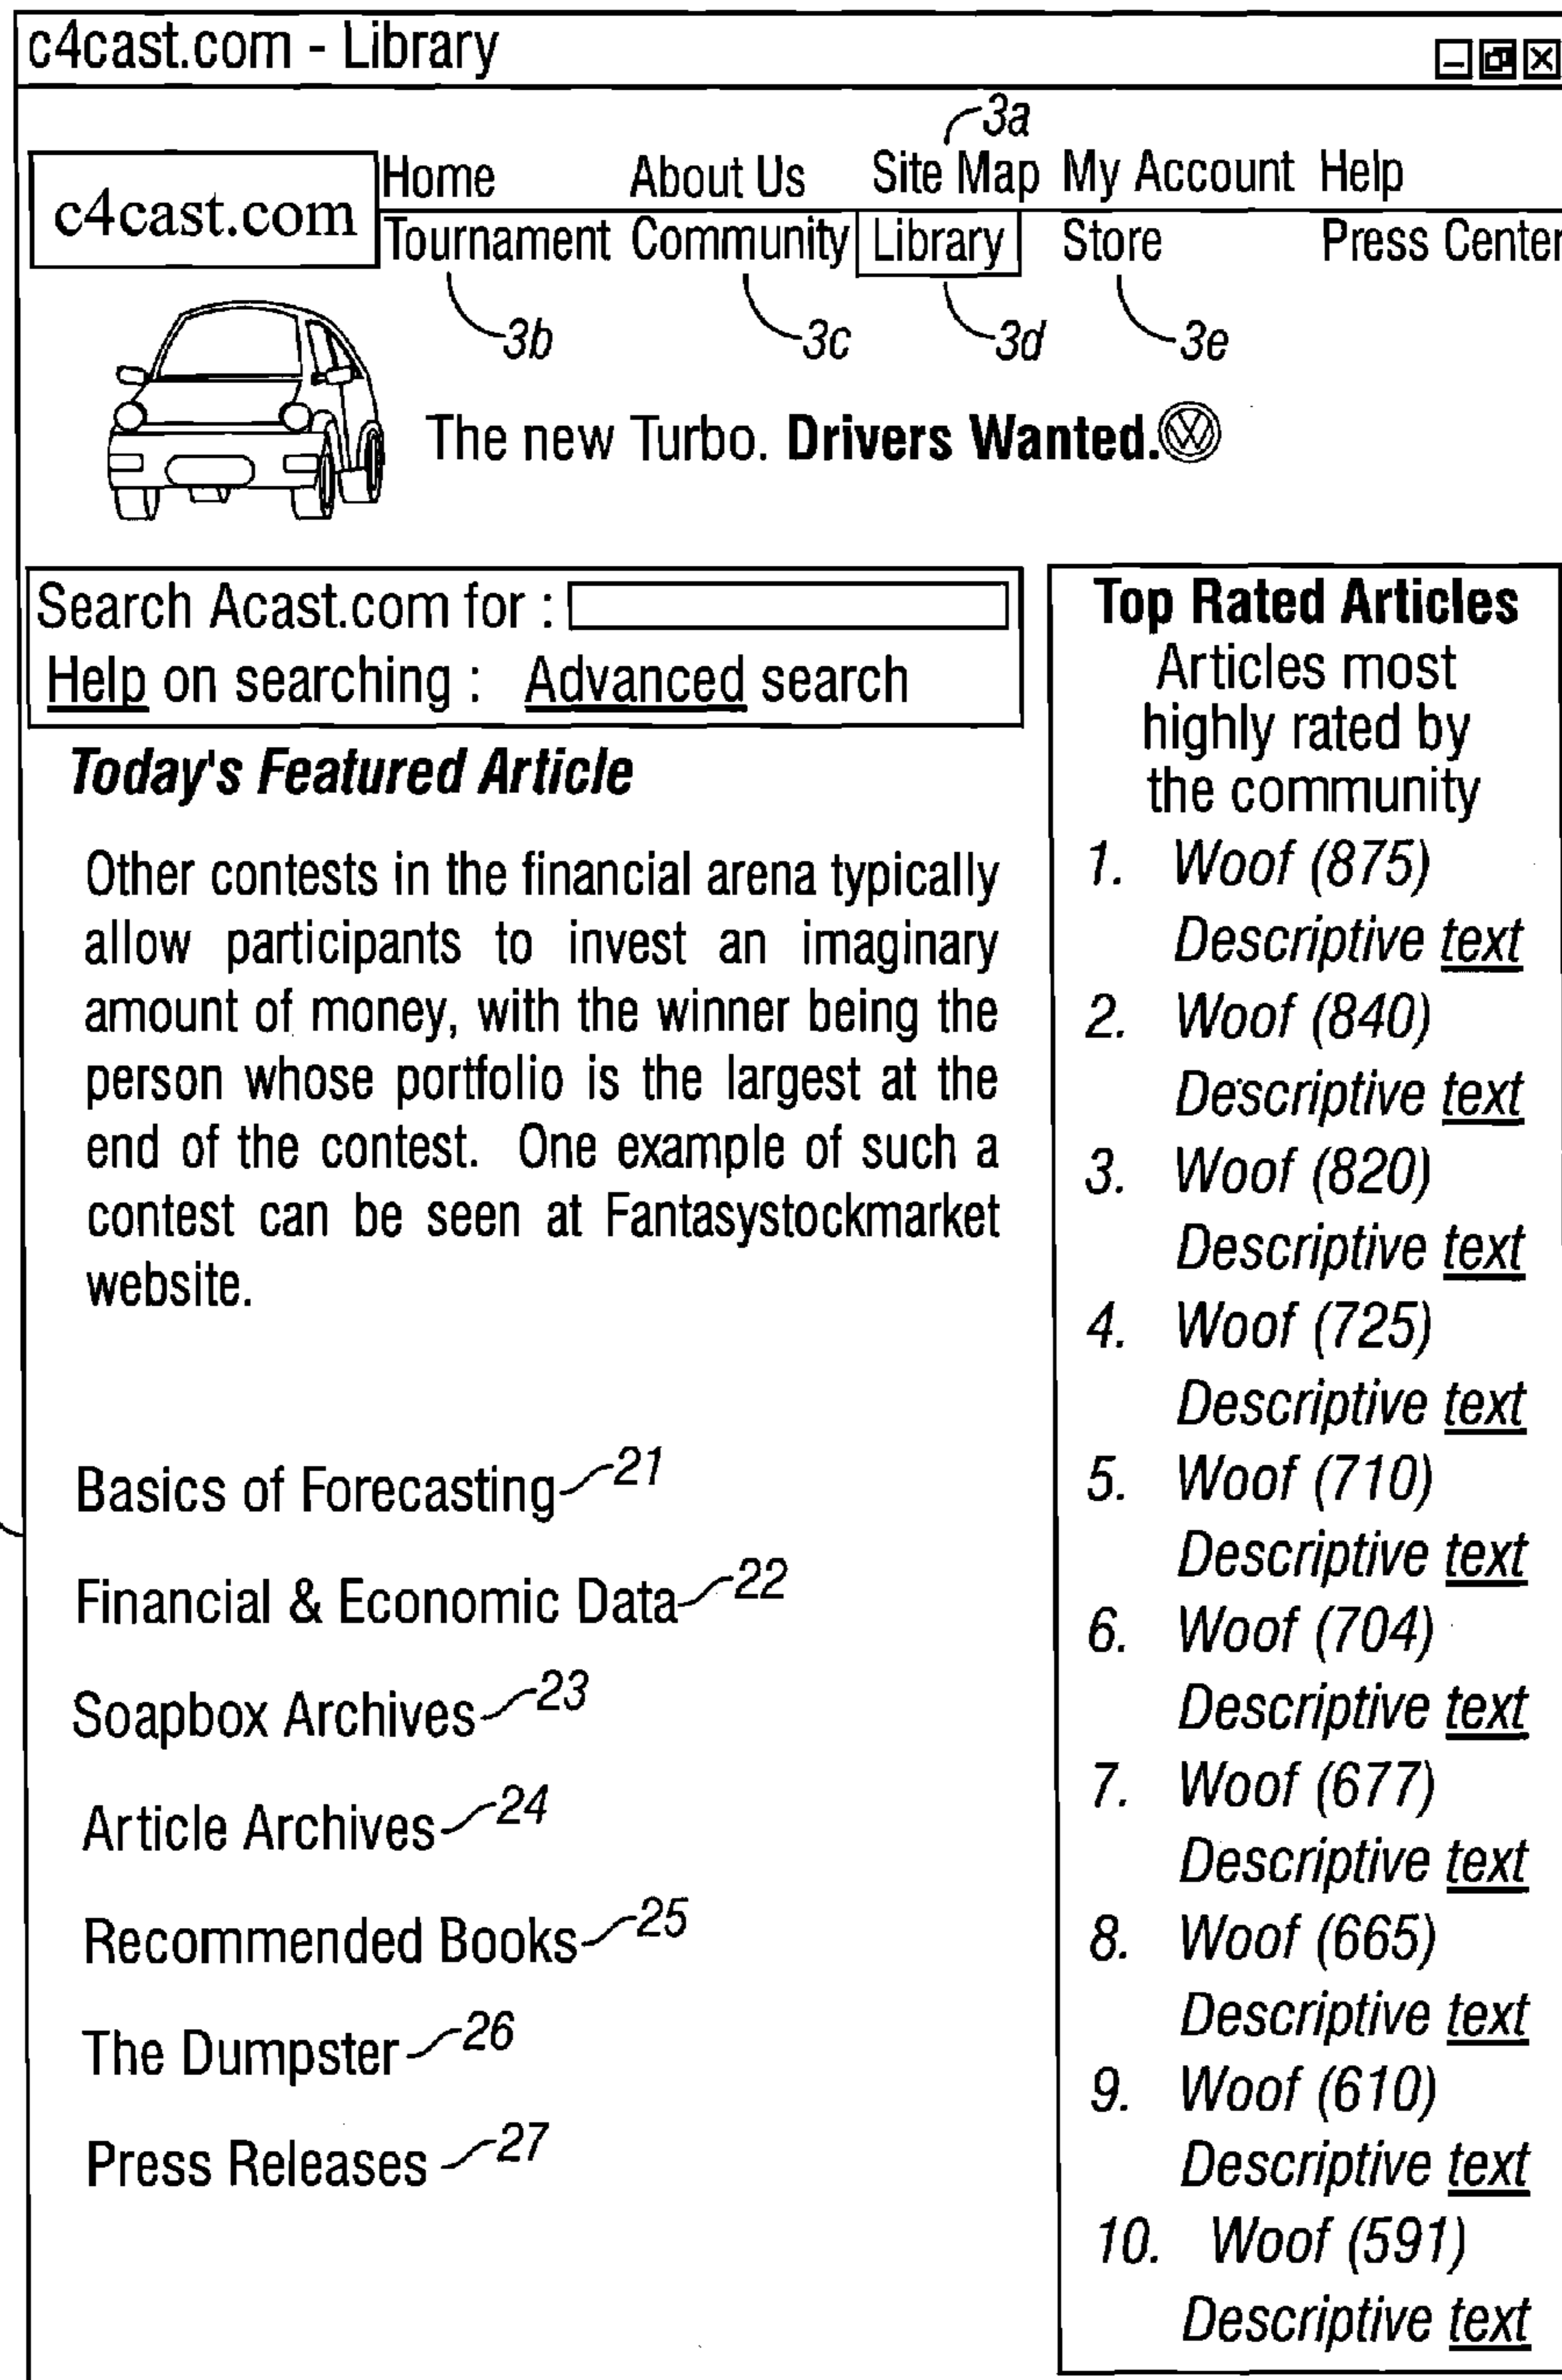 c4cast.com - Library
3a
c4cast.com
Home About Us Site Map My Account Help
Tournament Community Library Store Press Center
3b 3c 3d 3e
The new Turbo. Drivers Wanted.
Search Acast.com for :
Help on searching : Advanced search
Today's Featured Article
Other contests in the financial arena typically
allow participants to invest an imaginary
amount of money, with the winner being the
person whose portfolio is the largest at the
end of the contest. One example of such a
contest can be seen at Fantasystockmarket
website.
Basics of Forecasting 21
Financial & Economic Data 22
Soapbox Archives 23
Article Archives 24
Recommended Books 25
The Dumpster 26
Press Releases 27
Top Rated Articles
Articles most
highly rated by
the community
1. Woof (875)
Descriptive text
2. Woof (840)
Descriptive text
3. Woof (820)
Descriptive text
4. Woof (725)
Descriptive text
5. Woof (710)
Descriptive text
6. Woof (704)
Descriptive text
7. Woof (677)
Descriptive text
8. Woof (665)
Descriptive text
9. Woof (610)
Descriptive text
10. Woof (591)
Descriptive text